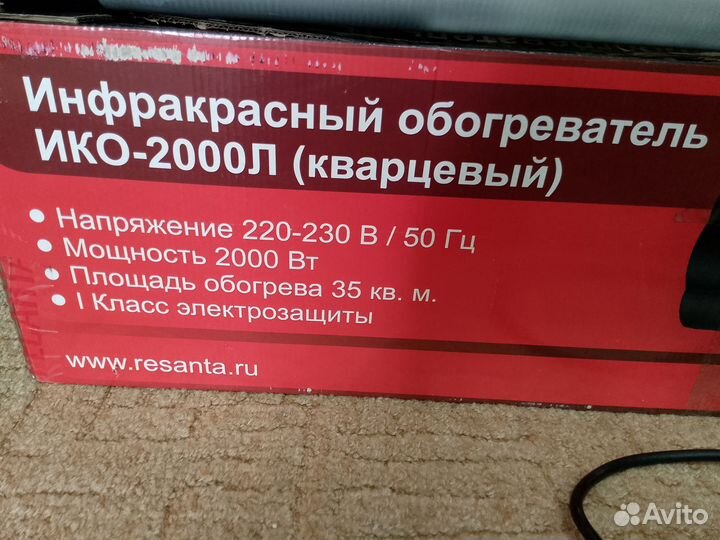 Инфракрасный обогреватель
ИКО-2000Л (кварцевый)
Напряжение 220-230 В / 50 Гц
Мощность 2000 Вт
Площадь обогрева 35 кв. м.
I Класс электрозащиты
www.resanta.ru
Avito